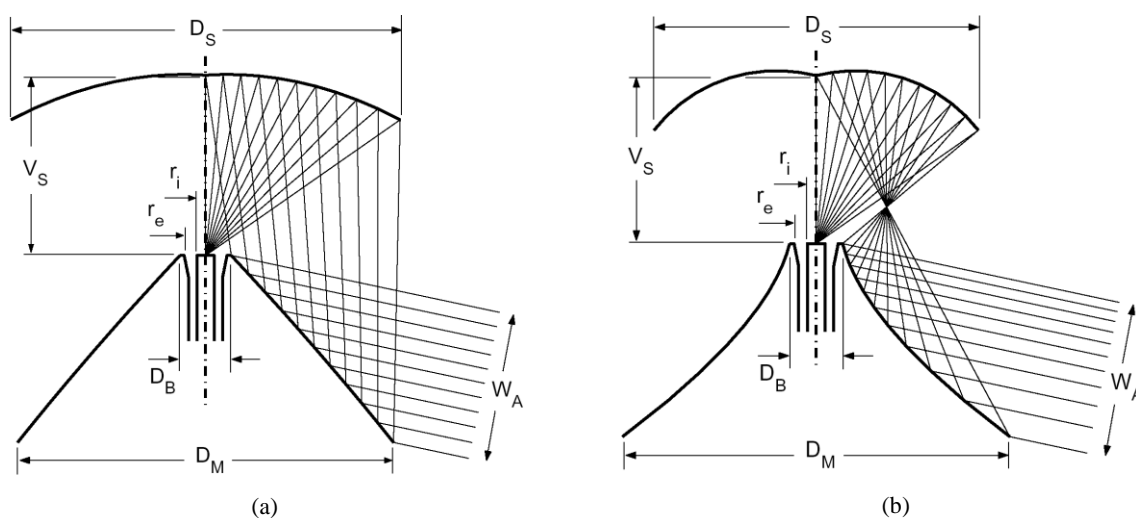 D_S
V_S
r_i
r_e
D_B
D_M
W_A
(a)
D_S
V_S
r_i
r_e
D_B
D_M
W_A
(b)